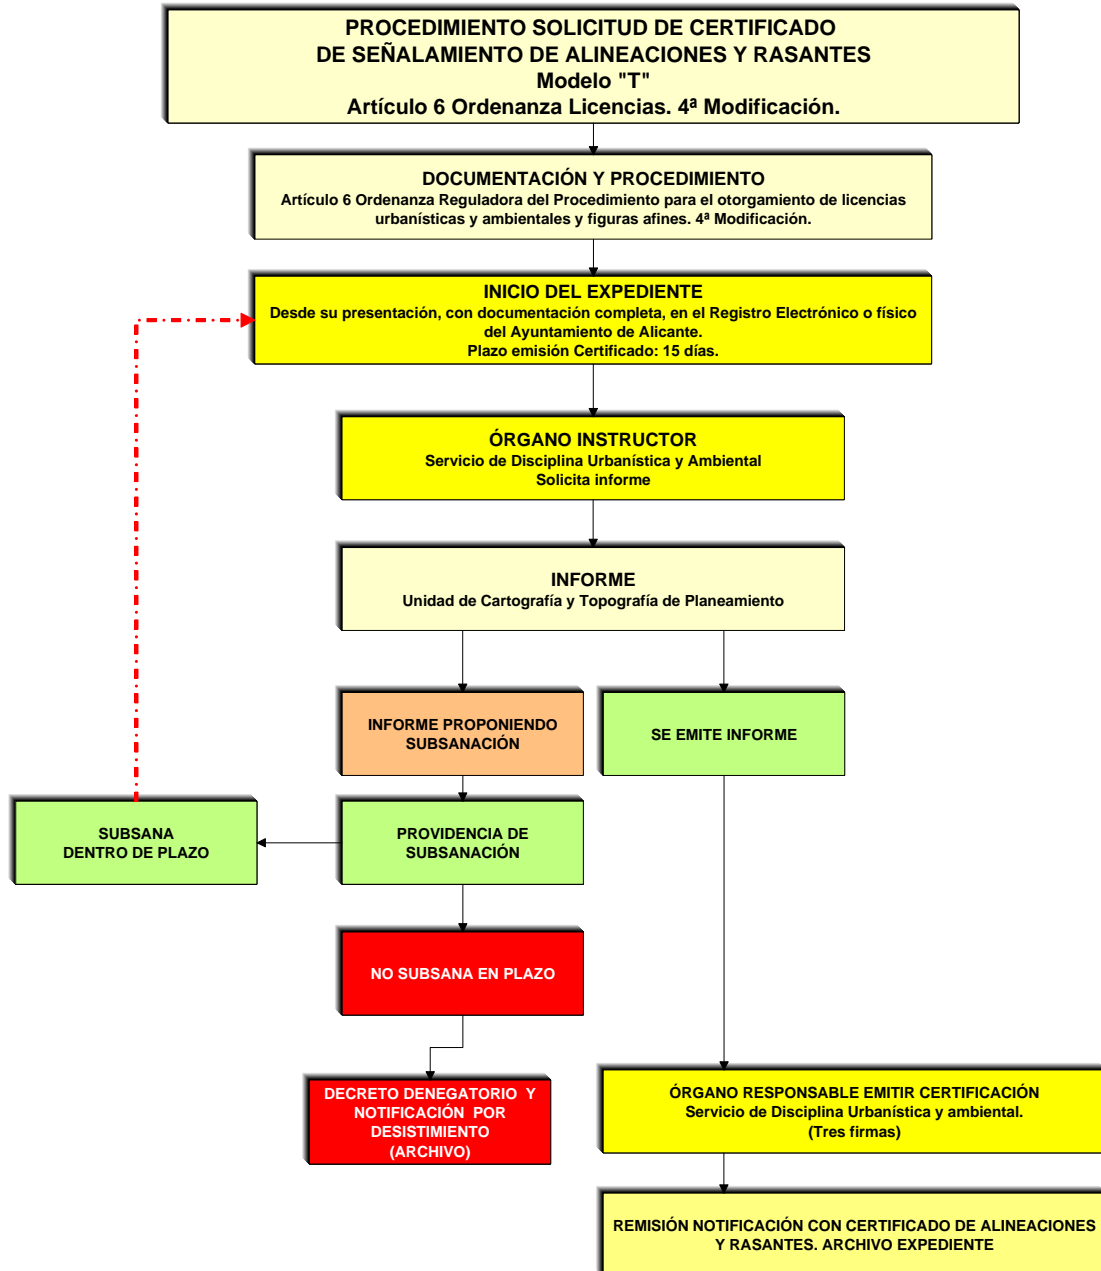 PROCEDIMIENTO SOLICITUD DE CERTIFICADO
DE SEÑALAMIENTO DE ALINEACIONES Y RASANTES
Modelo "T"
Artículo 6 Ordenanza Licencias. 4ª Modificación.
DOCUMENTACIÓN Y PROCEDIMIENTO
Artículo 6 Ordenanza Reguladora del Procedimiento para el otorgamiento de licencias
urbanísticas y ambientales y figuras afines. 4ª Modificación.
INICIO DEL EXPEDIENTE
Desde su presentación, con documentación completa, en el Registro Electrónico o físico
del Ayuntamiento de Alicante.
Plazo emisión Certificado: 15 días.
ÓRGANO INSTRUCTOR
Servicio de Disciplina Urbanística y Ambiental
Solicita informe
INFORME
Unidad de Cartografía y Topografía de Planeamiento
INFORME PROPONIENDO
SUBSANACIÓN
SE EMITE INFORME
SUBSANA
DENTRO DE PLAZO
PROVIDENCIA DE
SUBSANACIÓN
NO SUBSANA EN PLAZO
DECRETO DENEGATORIO Y
NOTIFICACIÓN POR
DESISTIMIENTO
(ARCHIVO)
ÓRGANO RESPONSABLE EMITIR CERTIFICACIÓN
Servicio de Disciplina Urbanística y ambiental.
(Tres firmas)
REMISIÓN NOTIFICACIÓN CON CERTIFICADO DE ALINEACIONES
Y RASANTES. ARCHIVO EXPEDIENTE